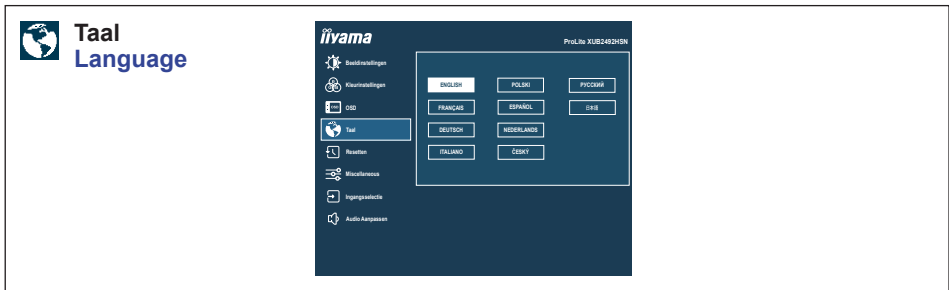 Taal
Language
iiyama
ProLite XUB2492HSN
Beeldinstellingen
Kleurinstellingen
OSD
OSD
Taal
Resetten
Miscellaneous
Ingangsselectie
Audio Aanpassen
ENGLISH
POLSKI
РУССКИЙ
FRANÇAIS
ESPAÑOL
日本語
DEUTSCH
NEDERLANDS
ITALIANO
ČESKÝ